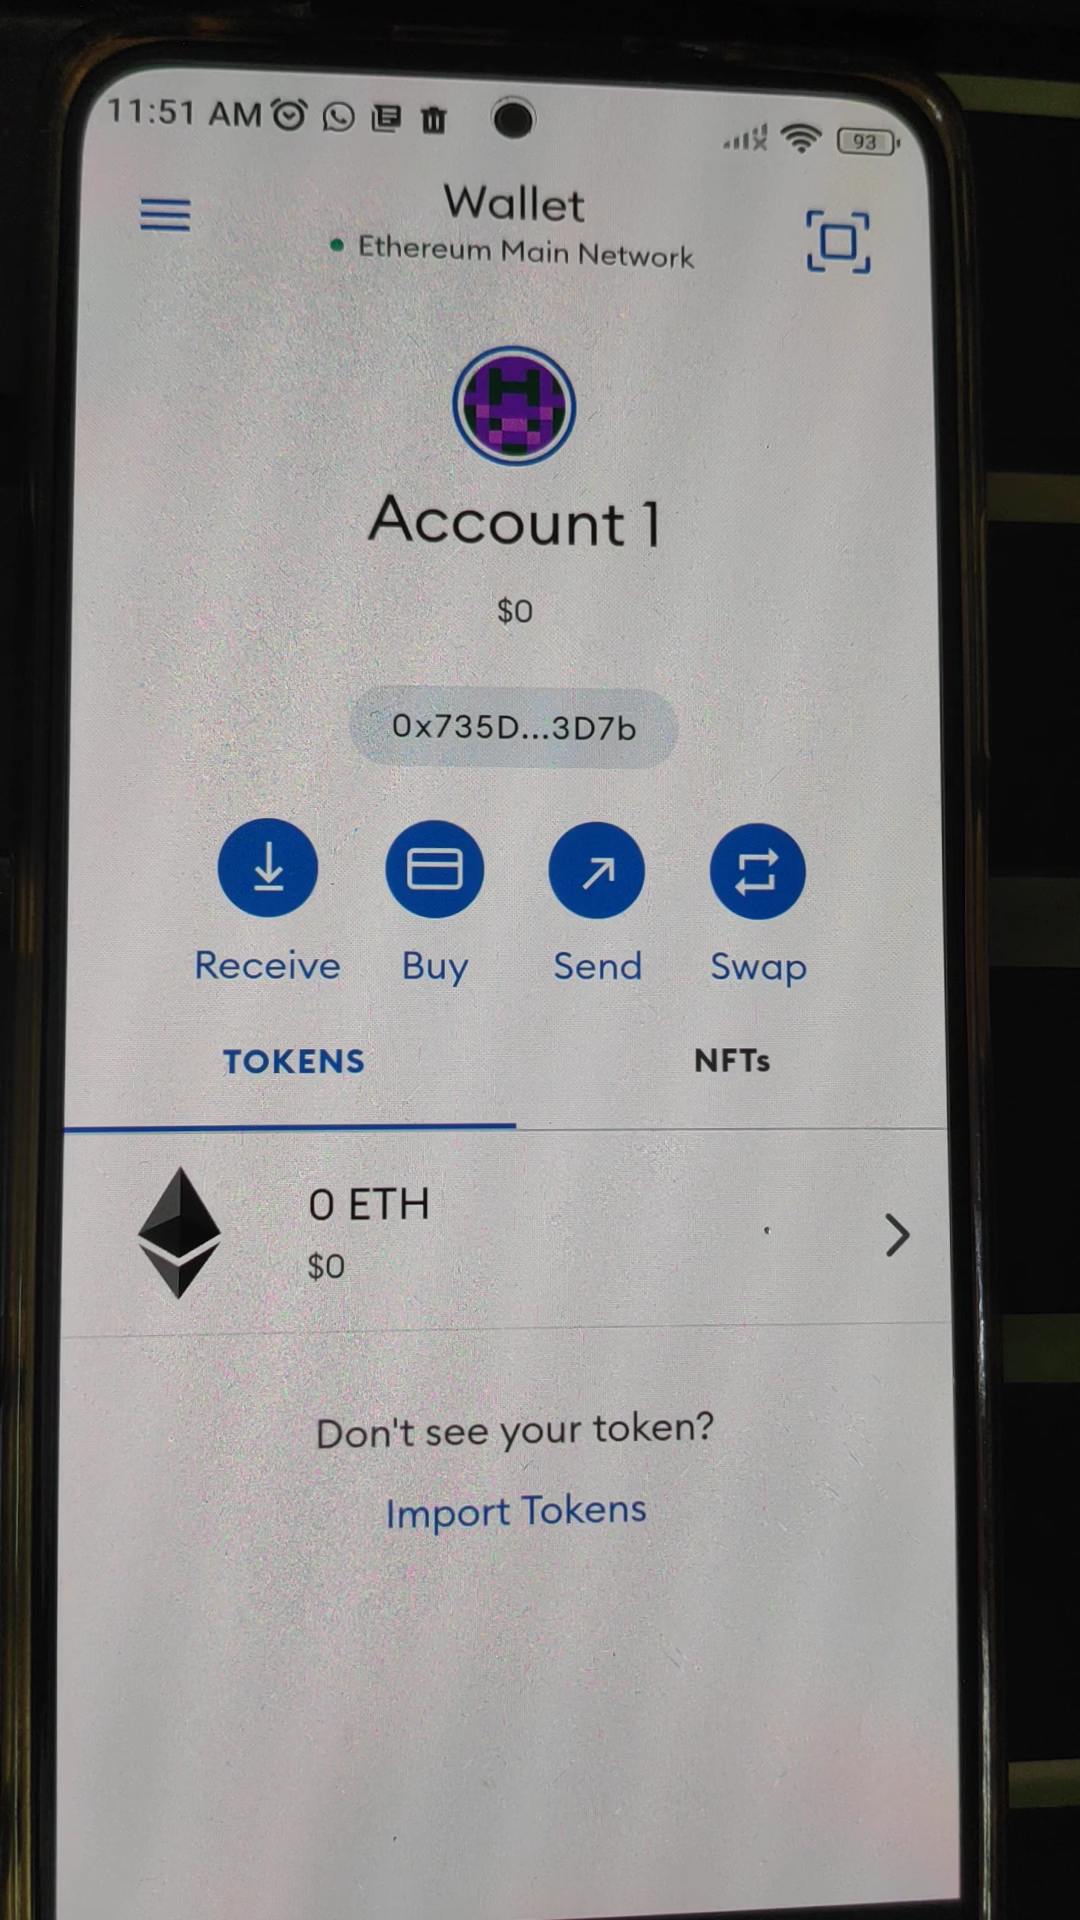 11:51 AM
93
Wallet
Ethereum Main Network
Account 1
$0
0x735D...3D7b
Receive Buy Send Swap
TOKENS NFTs
0 ETH
$0
Don't see your token?
Import Tokens